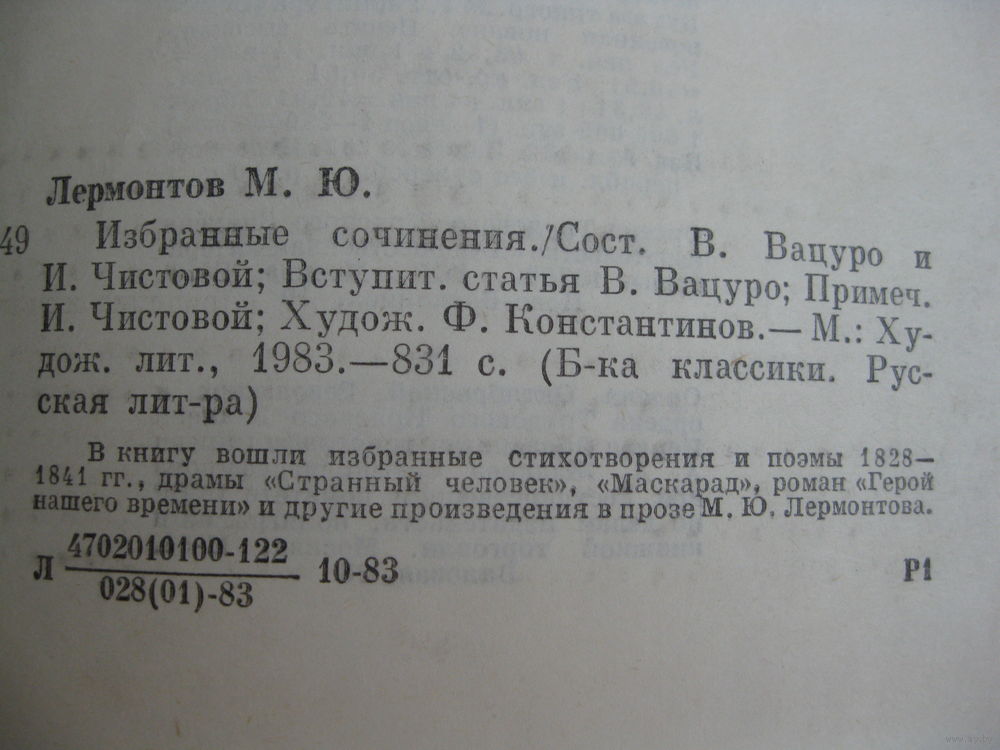 Лермонтов М. Ю.
49 Избранные сочинения./Сост. В. Вацуро и
И. Чистовой; Вступит. статья В. Вацуро; Примеч.
И. Чистовой; Худож. Ф. Константинов.— М.: Ху-
дож. лит., 1983.—831 с. (Б-ка классики. Рус-
ская лит-ра)
В книгу вошли избранные стихотворения и поэмы 1828—
1841 гг., драмы «Странный человек», «Маскарад», роман «Герой
нашего времени» и другие произведения в прозе М. Ю. Лермонтова.
Л 4702010100-122 10-83 Р1
028(01)-83